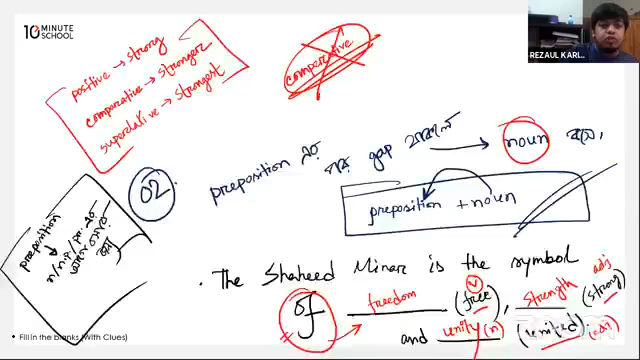 10 MINUTE SCHOOL
REZAUL KARI...
positive → strong
comparative → stronger
superlative → strongest
comparative
02.
preposition এর পর gap থাকলে → noun বসে,
preposition + noun
preposition
The Shaheed Minar is the symbol
of freedom (free), strength (strong)
and unity (n) (united) (adj)
(v)
adj
• Fill in the blanks (With Clues)